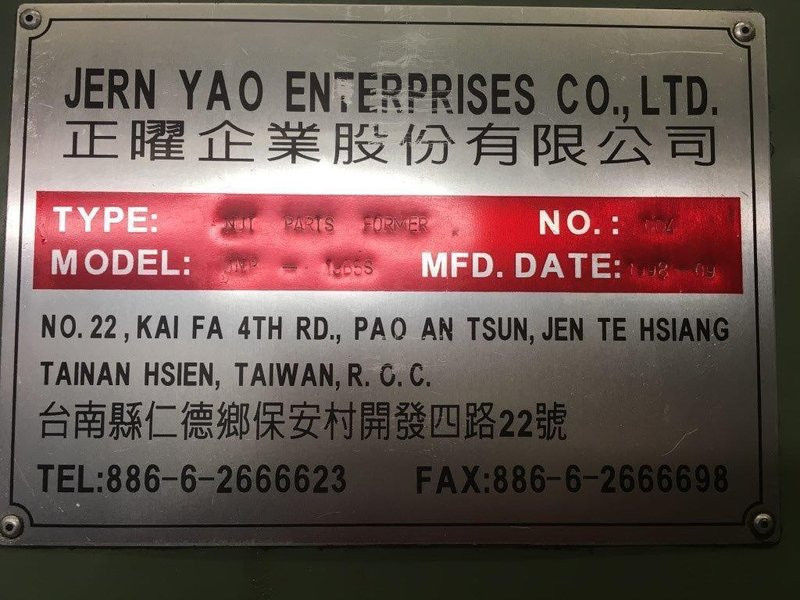 JERN YAO ENTERPRISES CO., LTD.
正曜企業股份有限公司
TYPE: PARTS FORMER NO.:
MODEL: MFD. DATE: 1998-09
NO. 22, KAI FA 4TH RD., PAO AN TSUN, JEN TE HSIANG
TAINAN HSIEN, TAIWAN, R. O. C.
台南縣仁德鄉保安村開發四路22號
TEL:886-6-2666623 FAX:886-6-2666698